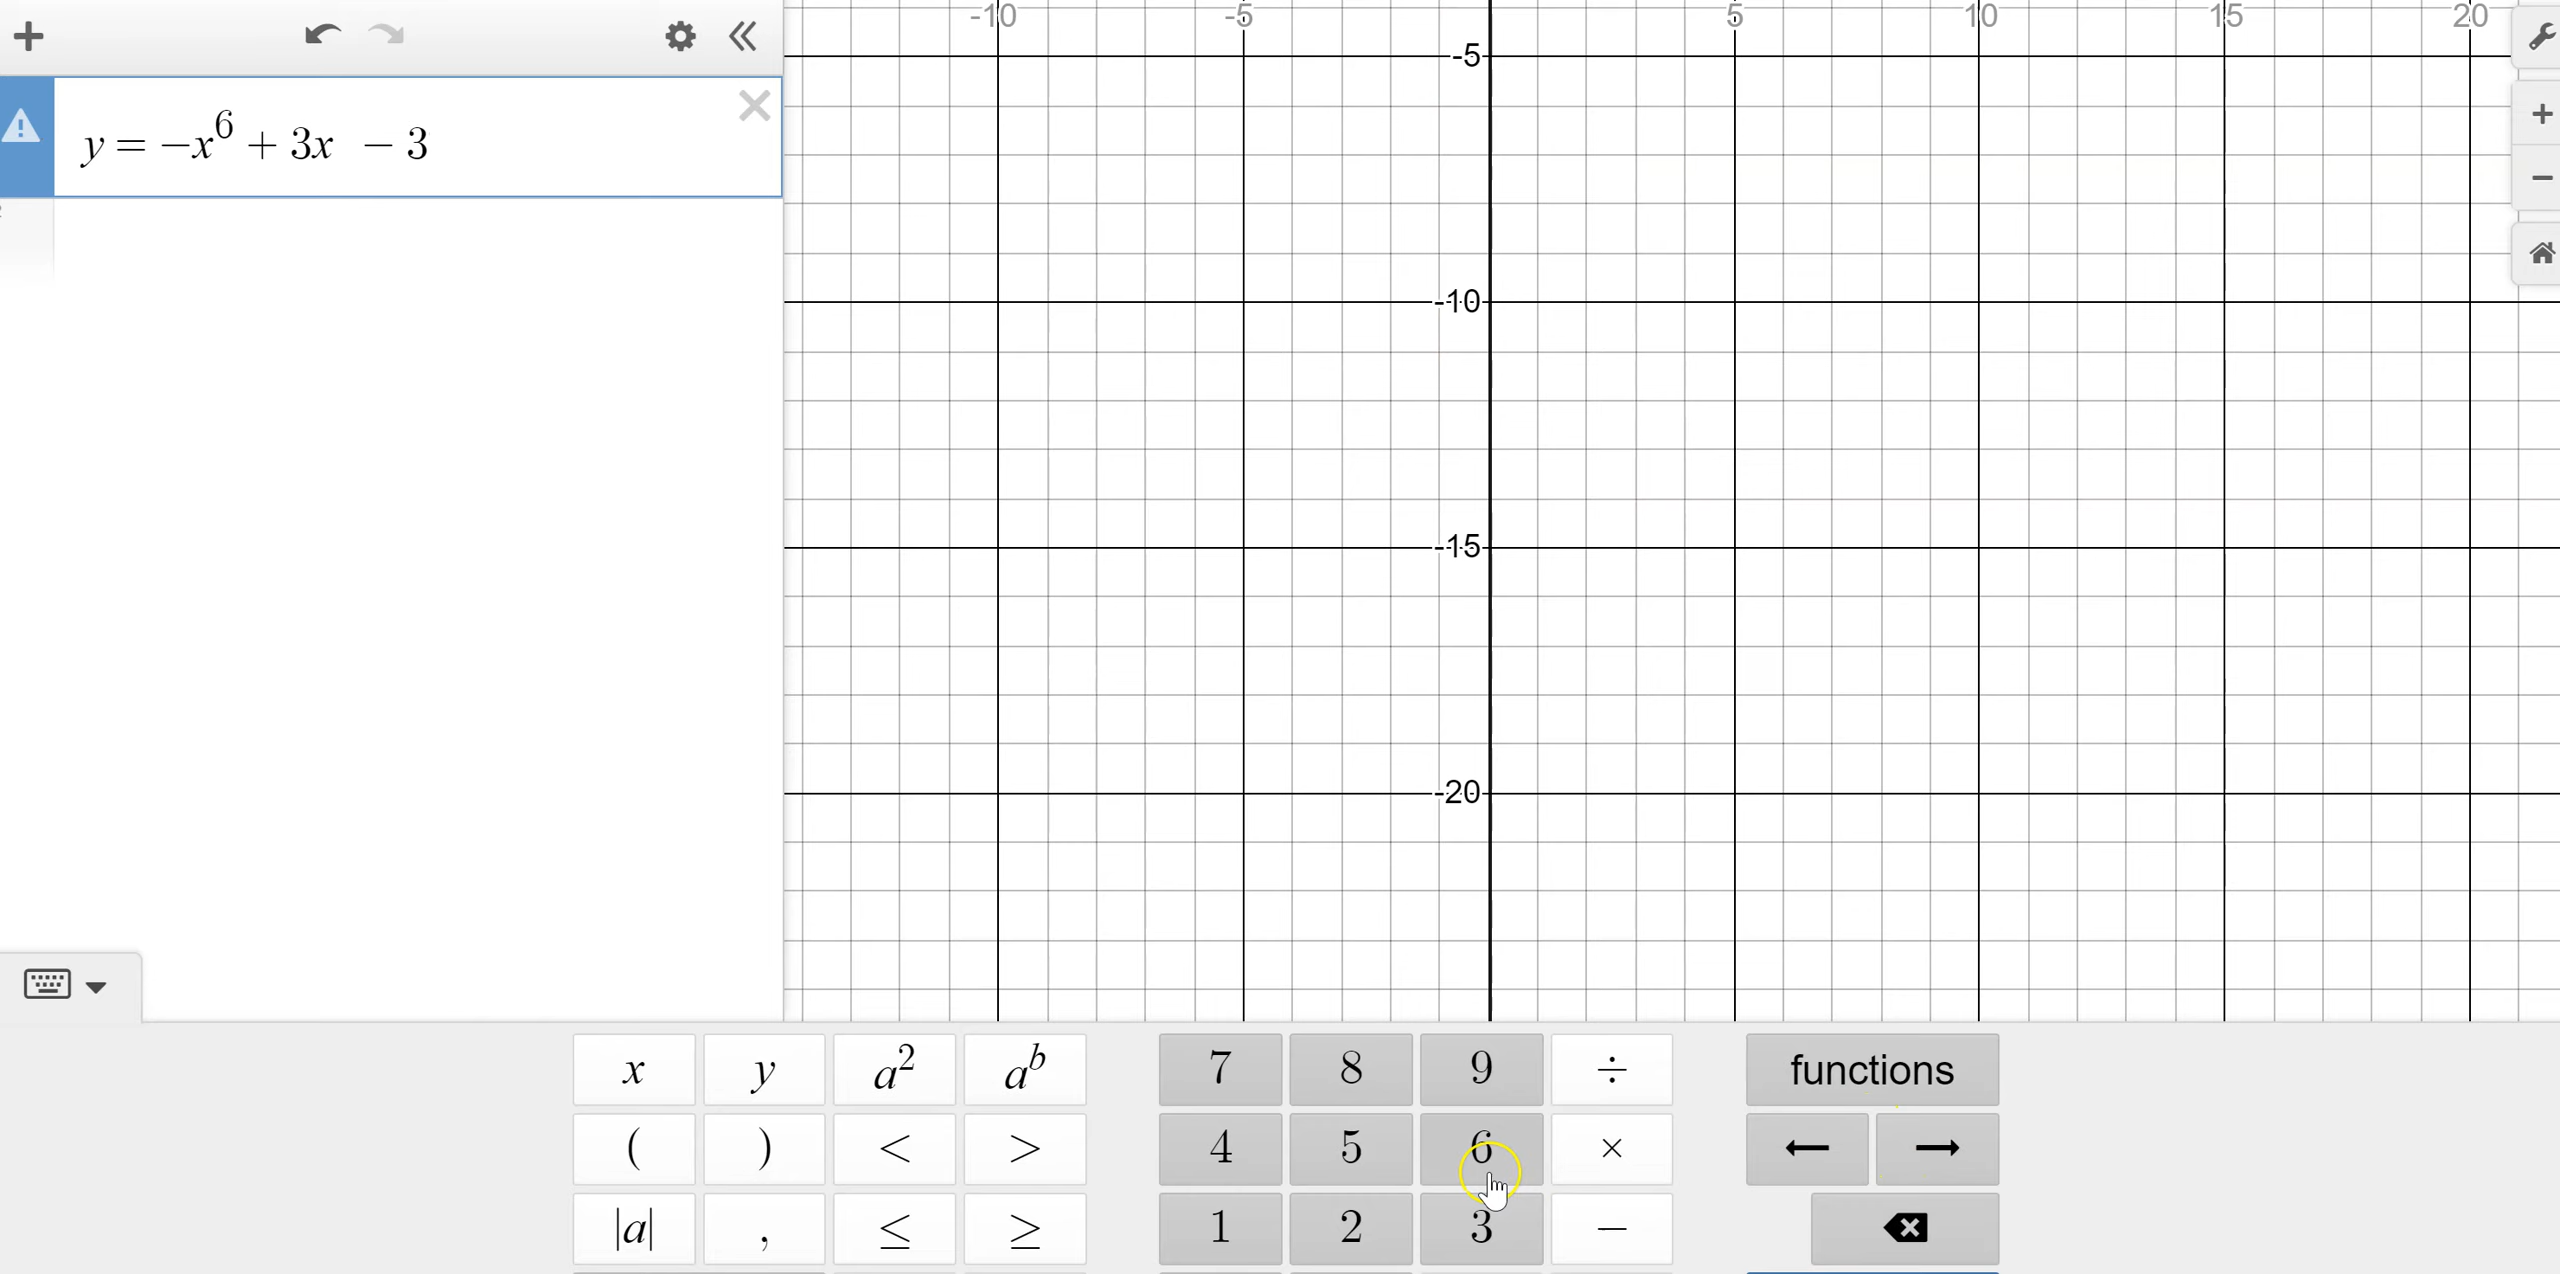 -10 -5 5 10 15 20
-5
y = −x⁶ + 3x − 3
-10
-15
-20
x y a² aᵇ 7 8 9 ÷ functions
( ) < > 4 5 6 × ← →
|a| , ≤ ≥ 1 2 3 −